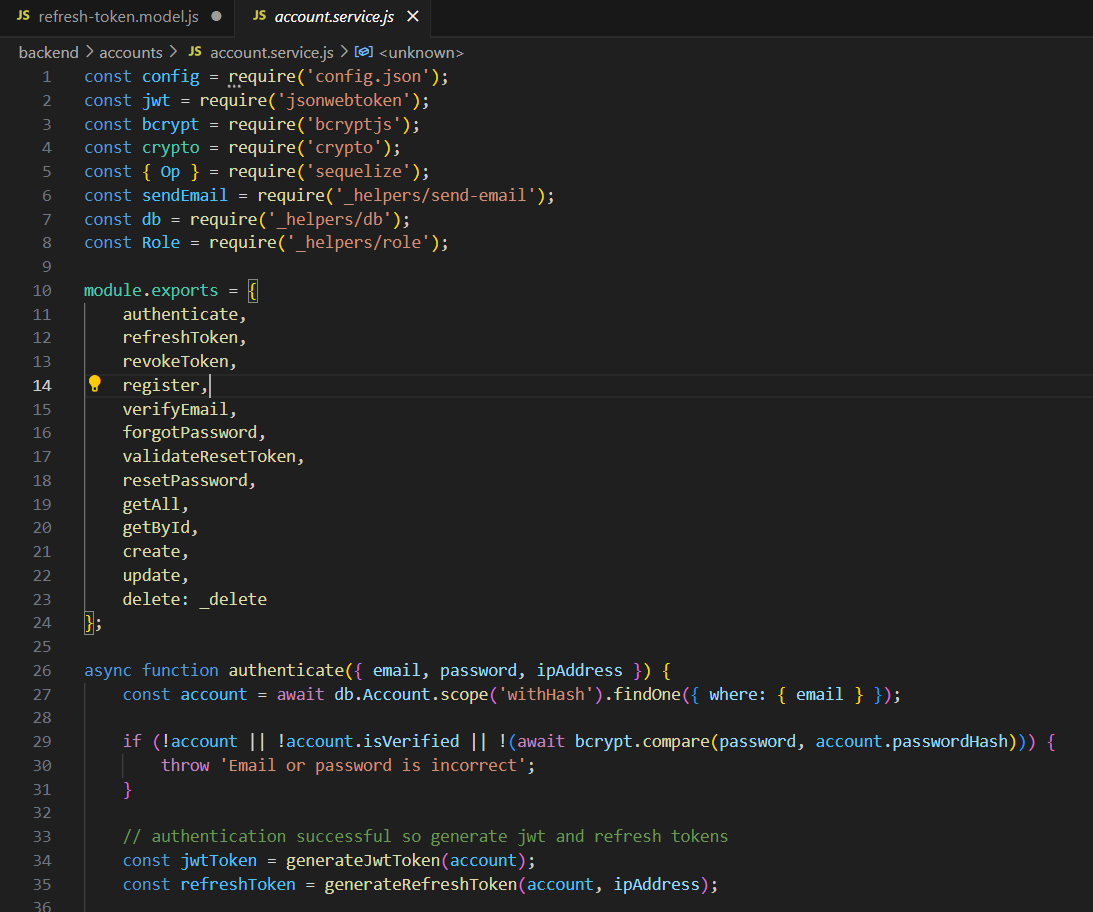 JS refresh-token.model.js ● JS account.service.js ×
backend > accounts > JS account.service.js > <unknown>
1 const config = require('config.json');
2 const jwt = require('jsonwebtoken');
3 const bcrypt = require('bcryptjs');
4 const crypto = require('crypto');
5 const { Op } = require('sequelize');
6 const sendEmail = require('_helpers/send-email');
7 const db = require('_helpers/db');
8 const Role = require('_helpers/role');
9
10 module.exports = {
11     authenticate,
12     refreshToken,
13     revokeToken,
14     register,
15     verifyEmail,
16     forgotPassword,
17     validateResetToken,
18     resetPassword,
19     getAll,
20     getById,
21     create,
22     update,
23     delete: _delete
24 };
25
26 async function authenticate({ email, password, ipAddress }) {
27     const account = await db.Account.scope('withHash').findOne({ where: { email } });
28
29     if (!account || !account.isVerified || !(await bcrypt.compare(password, account.passwordHash))) {
30         throw 'Email or password is incorrect';
31     }
32
33     // authentication successful so generate jwt and refresh tokens
34     const jwtToken = generateJwtToken(account);
35     const refreshToken = generateRefreshToken(account, ipAddress);
36